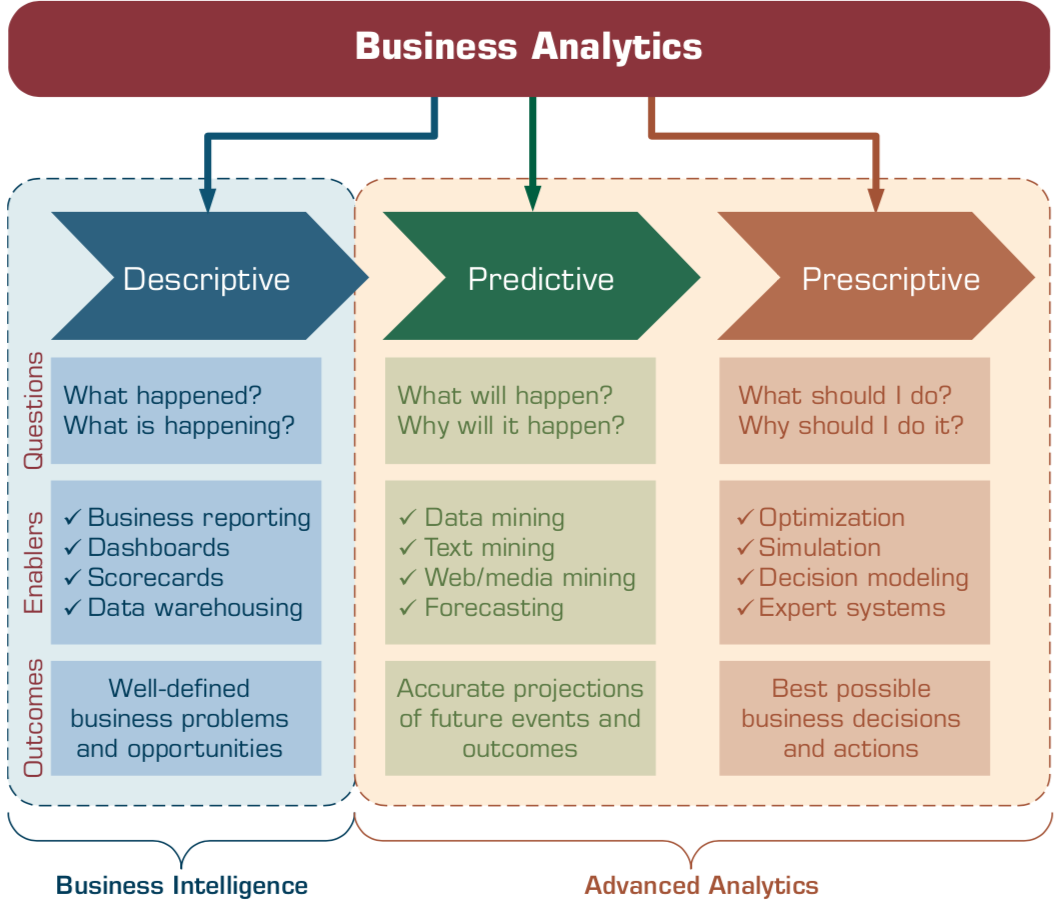 Business Analytics
Descriptive
Predictive
Prescriptive
Questions
What happened?
What is happening?
What will happen?
Why will it happen?
What should I do?
Why should I do it?
Enablers
✓ Business reporting
✓ Dashboards
✓ Scorecards
✓ Data warehousing
✓ Data mining
✓ Text mining
✓ Web/media mining
✓ Forecasting
✓ Optimization
✓ Simulation
✓ Decision modeling
✓ Expert systems
Outcomes
Well-defined
business problems
and opportunities
Accurate projections
of future events and
outcomes
Best possible
business decisions
and actions
Business Intelligence
Advanced Analytics